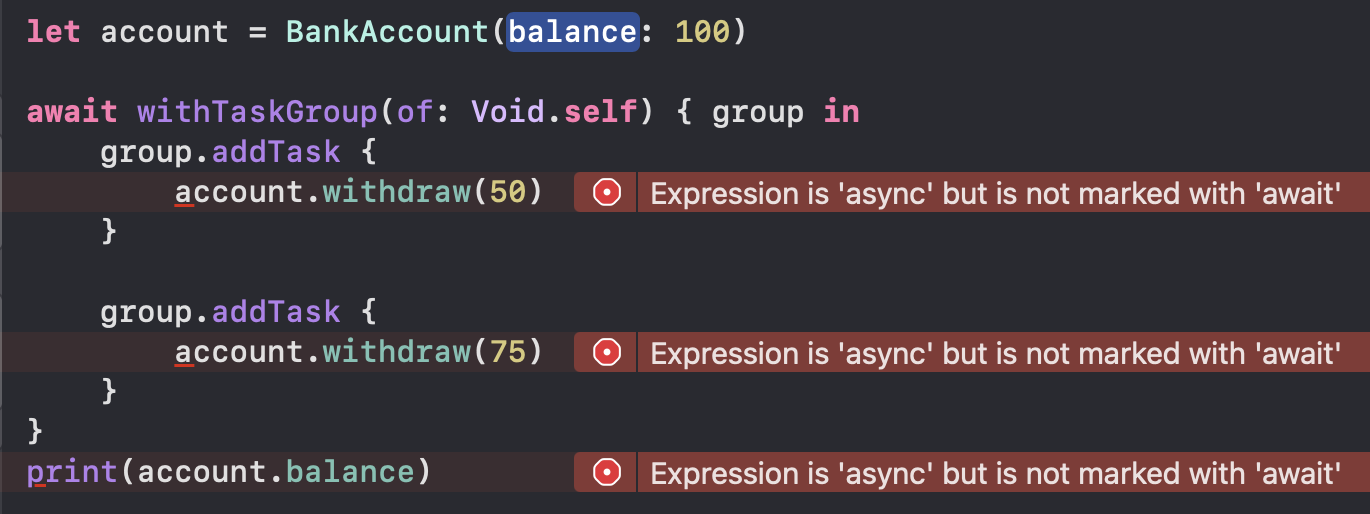 let account = BankAccount(balance: 100)
await withTaskGroup(of: Void.self) { group in
group.addTask {
account.withdraw(50) Expression is 'async' but is not marked with 'await'
}
group.addTask {
account.withdraw(75) Expression is 'async' but is not marked with 'await'
}
}
print(account.balance) Expression is 'async' but is not marked with 'await'